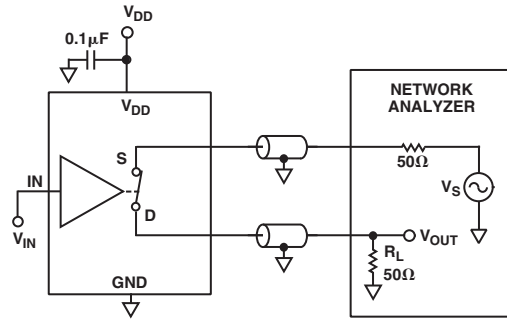 V_DD
0.1µF
V_DD
NETWORK
ANALYZER
S
50Ω
V_S
IN
D
V_IN
V_OUT
R_L
50Ω
GND